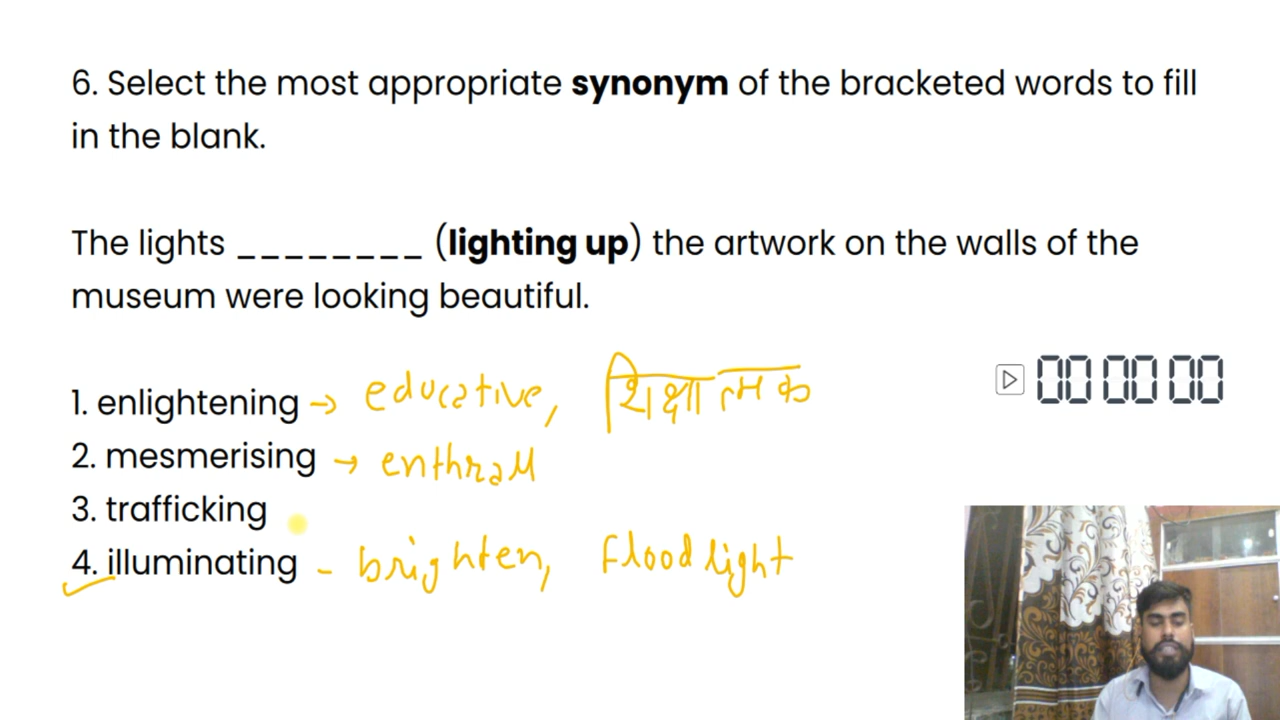 6. Select the most appropriate synonym of the bracketed words to fill
in the blank.
The lights ________ (lighting up) the artwork on the walls of the
museum were looking beautiful.
1. enlightening → educative, शिक्षात्मक
2. mesmerising → enthrall
3. trafficking
4. illuminating - brighten, floodlight
00 00 00